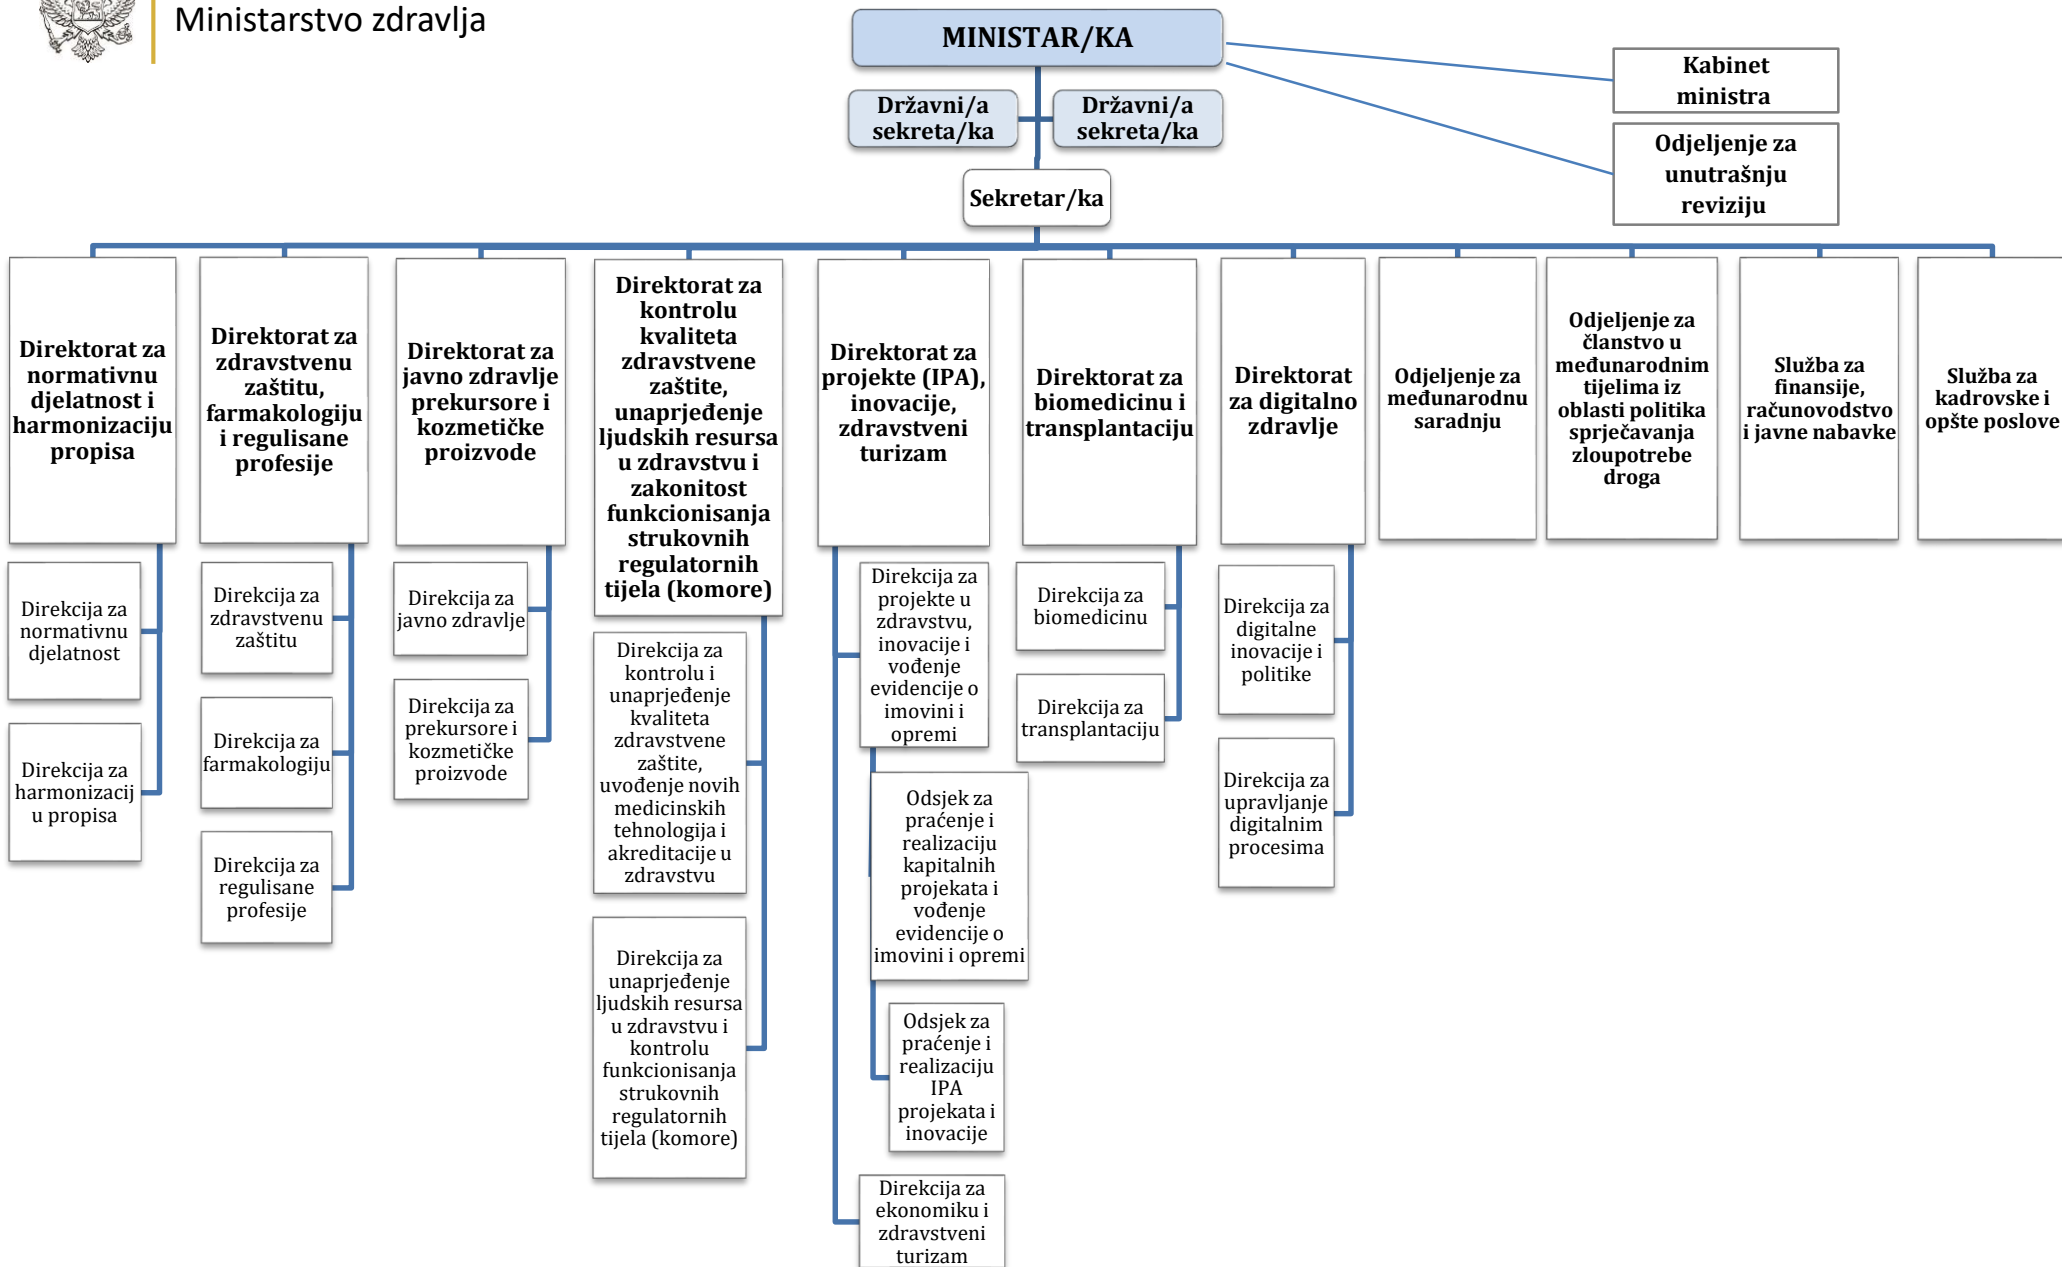 Ministarstvo zdravlja
MINISTAR/KA
Kabinet
ministra
Državni/a
sekreta/ka
Državni/a
sekreta/ka
Odjeljenje za
unutrašnju
reviziju
Sekretar/ka
Direktorat za
normativnu
djelatnost i
harmonizaciju
propisa
Direktorat za
zdravstvenu
zaštitu,
farmakologiju
i regulisane
profesije
Direktorat za
javno zdravlje
prekursore i
kozmetičke
proizvode
Direktorat za
kontrolu
kvaliteta
zdravstvene
zaštite,
unaprjeđenje
ljudskih resursa
u zdravstvu i
zakonitost
funkcionisanja
strukovnih
regulatornih
tijela (komore)
Direktorat za
projekte (IPA),
inovacije,
zdravstveni
turizam
Direktorat za
biomedicinu i
transplantaciju
Direktorat
za digitalno
zdravlje
Odjeljenje za
međunarodnu
saradnju
Odjeljenje za
članstvo u
međunarodnim
tijelima iz
oblasti politika
sprječavanja
zloupotrebe
droga
Služba za
finansije,
računovodstvo
i javne nabavke
Služba za
kadrovske i
opšte poslove
Direkcija za
normativnu
djelatnost
Direkcija za
harmonizacij
u propisa
Direkcija za
zdravstvenu
zaštitu
Direkcija za
farmakologiju
Direkcija za
regulisane
profesije
Direkcija za
javno zdravlje
Direkcija za
prekursore i
kozmetičke
proizvode
Direkcija za
kontrolu i
unaprjeđenje
kvaliteta
zdravstvene
zaštite,
uvođenje novih
medicinskih
tehnologija i
akreditacije u
zdravstvu
Direkcija za
unaprjeđenje
ljudskih resursa
u zdravstvu i
kontrolu
funkcionisanja
strukovnih
regulatornih
tijela (komore)
Direkcija za
projekte u
zdravstvu,
inovacije i
vođenje
evidencije o
imovini i
opremi
Odsjek za
praćenje i
realizaciju
kapitalnih
projekata i
vođenje
evidencije o
imovini i opremi
Odsjek za
praćenje i
realizaciju
IPA
projekata i
inovacije
Direkcija za
ekonomiku i
zdravstveni
turizam
Direkcija za
biomedicinu
Direkcija za
transplantaciju
Direkcija za
digitalne
inovacije i
politike
Direkcija za
upravljanje
digitalnim
procesima